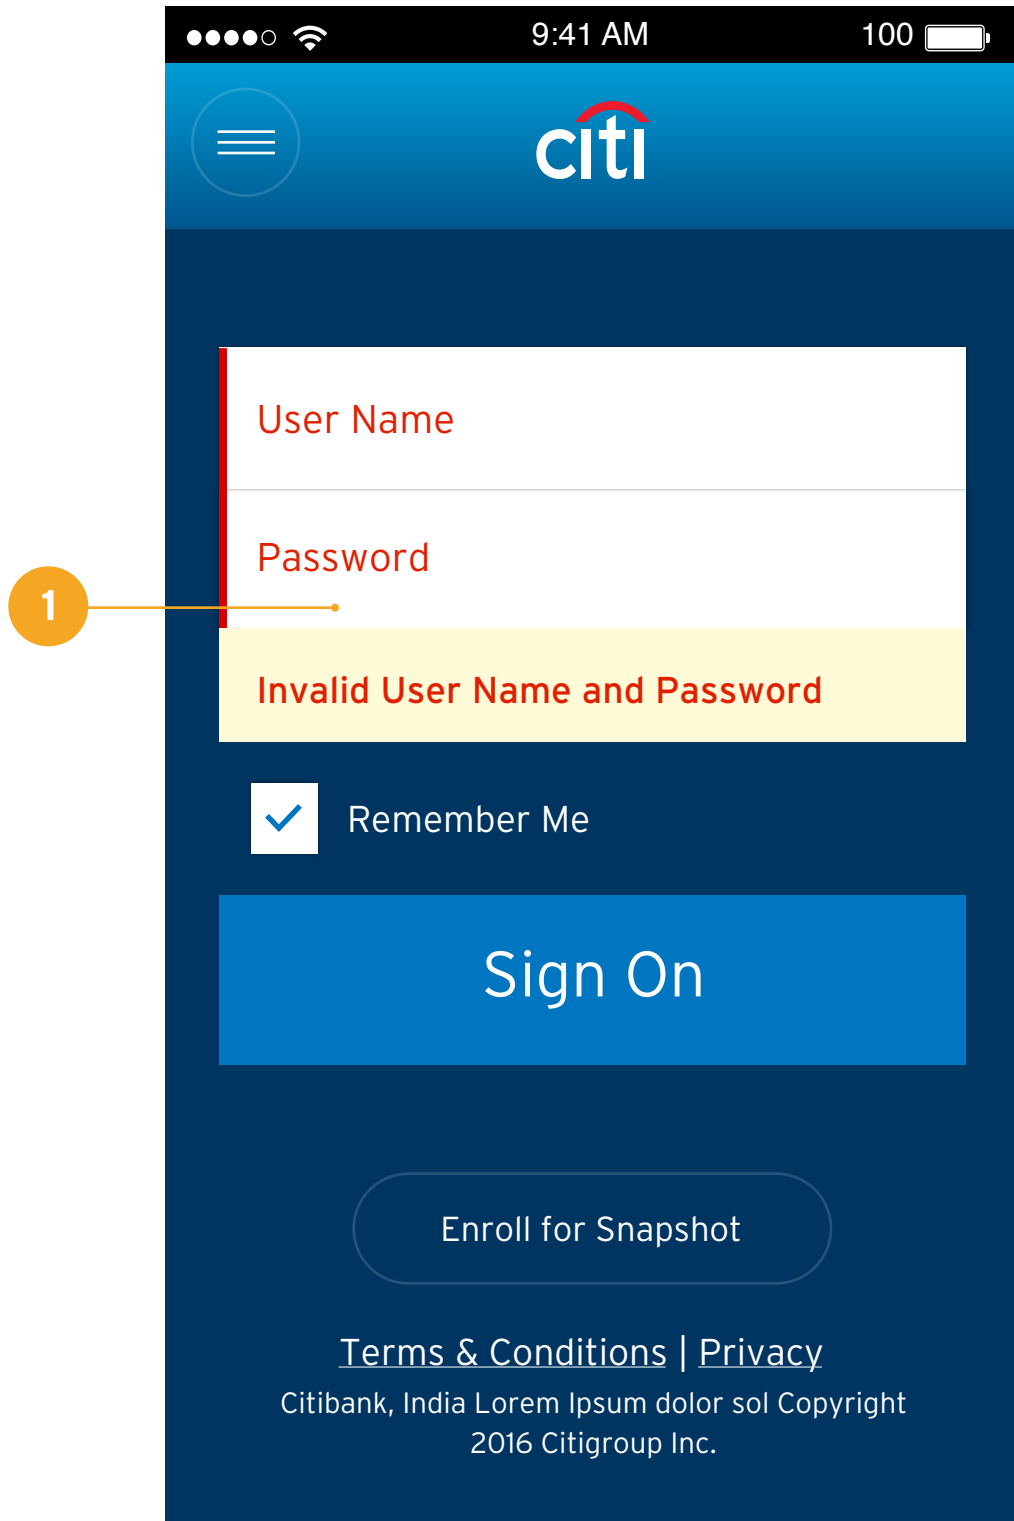 9:41 AM
100
citi
User Name
Password
1
Invalid User Name and Password
Remember Me
Sign On
Enroll for Snapshot
Terms & Conditions | Privacy
Citibank, India Lorem Ipsum dolor sol Copyright
2016 Citigroup Inc.